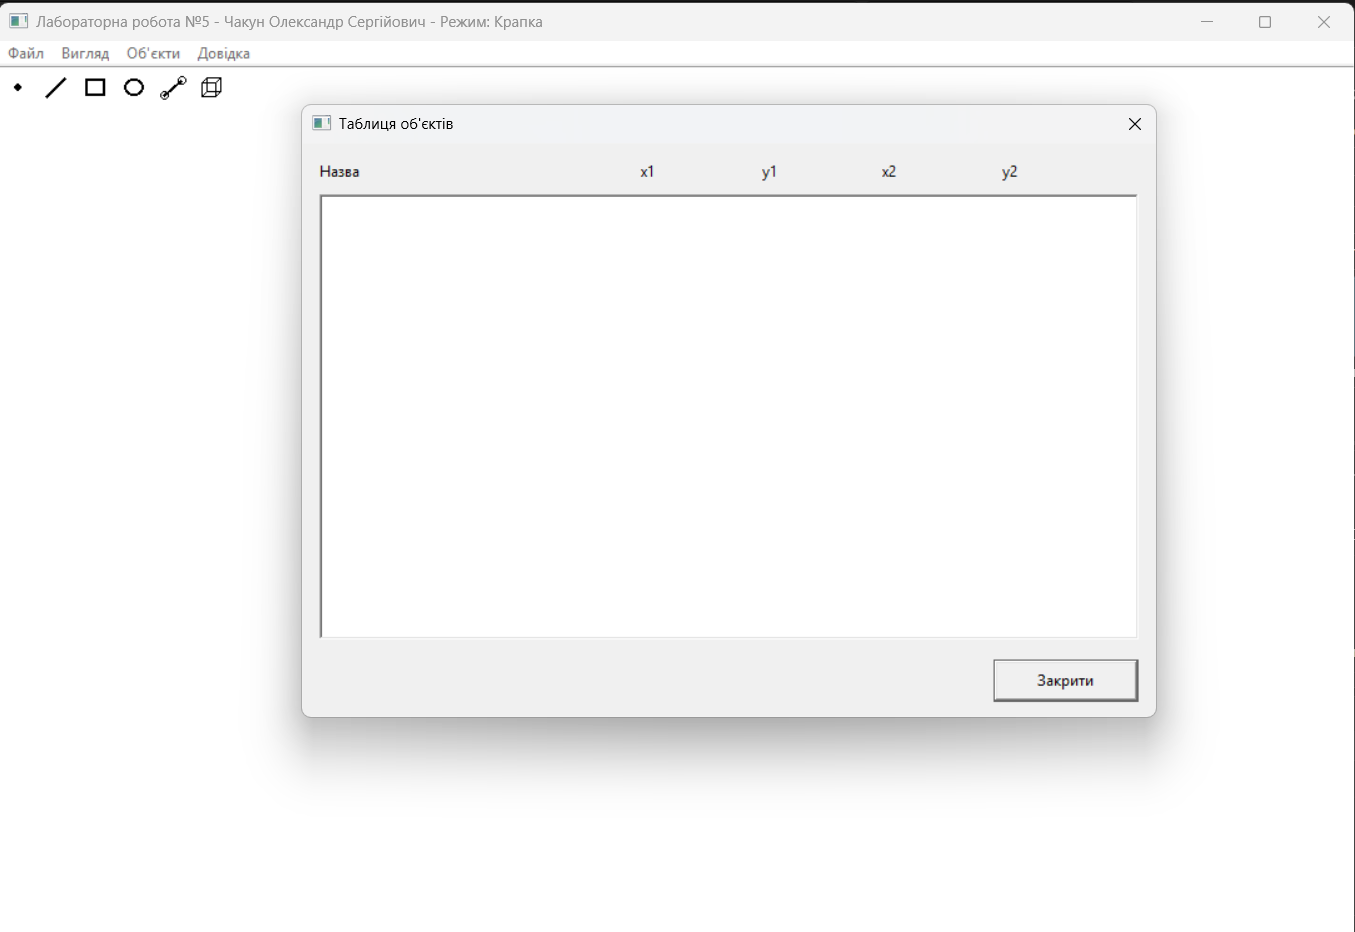 Лабораторна робота №5 - Чакун Олександр Сергійович - Режим: Крапка
Файл Вигляд Об'єкти Довідка
Таблиця об'єктів
Назва x1 y1 x2 y2
Закрити